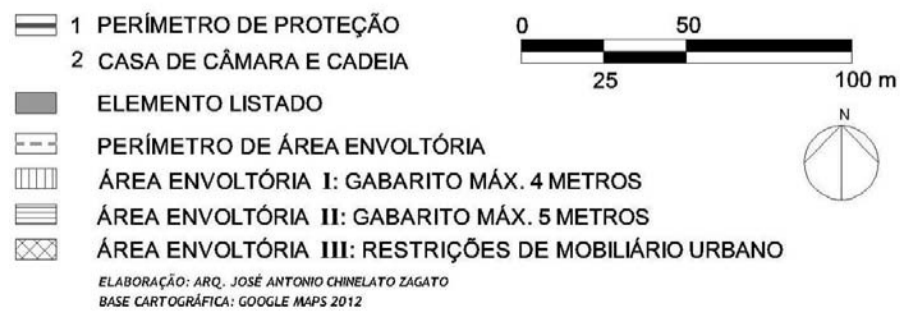 1 PERÍMETRO DE PROTEÇÃO
2 CASA DE CÂMARA E CADEIA
ELEMENTO LISTADO
PERÍMETRO DE ÁREA ENVOLTÓRIA
ÁREA ENVOLTÓRIA I: GABARITO MÁX. 4 METROS
ÁREA ENVOLTÓRIA II: GABARITO MÁX. 5 METROS
ÁREA ENVOLTÓRIA III: RESTRIÇÕES DE MOBILIÁRIO URBANO
ELABORAÇÃO: ARQ. JOSÉ ANTONIO CHINELATO ZAGATO
BASE CARTOGRÁFICA: GOOGLE MAPS 2012
0 50
25 100 m
N